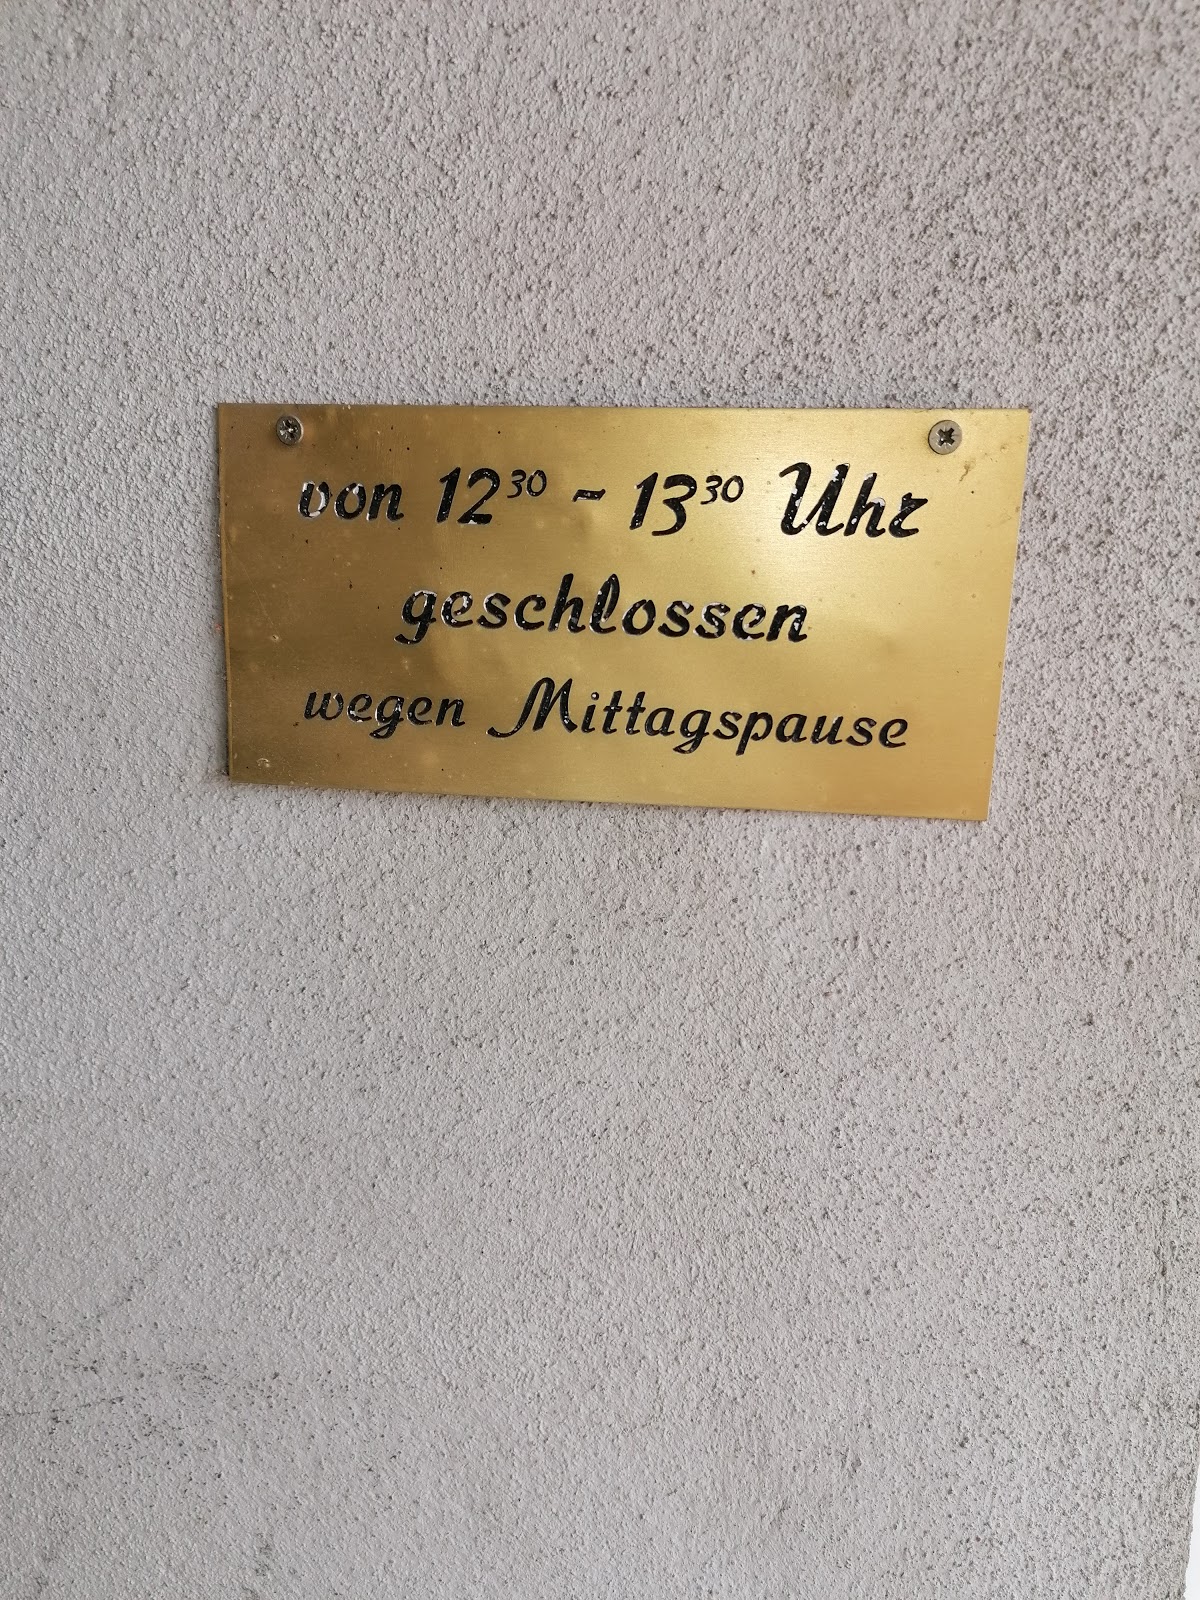 von 12³⁰ - 13³⁰ Uhr
geschlossen
wegen Mittagspause